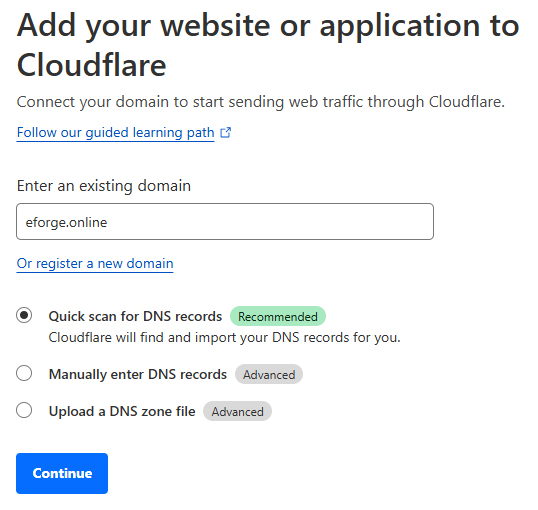 Add your website or application to
Cloudflare
Connect your domain to start sending web traffic through Cloudflare.
Follow our guided learning path
Enter an existing domain
eforge.online
Or register a new domain
Quick scan for DNS records Recommended
Cloudflare will find and import your DNS records for you.
Manually enter DNS records Advanced
Upload a DNS zone file Advanced
Continue